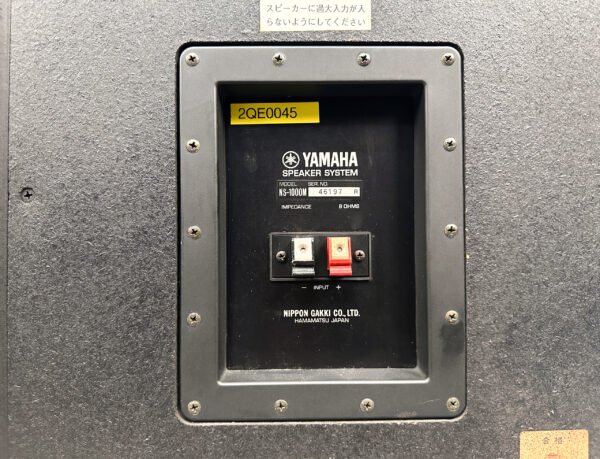 スピーカーに過大入力が入
らないようにしてください
2QE0045
YAMAHA
SPEAKER SYSTEM
MODEL SER. NO.
NS-1000M 46197 R
IMPEDANCE 8 OHMS
− INPUT +
NIPPON GAKKI CO., LTD.
HAMAMATSU JAPAN
合格